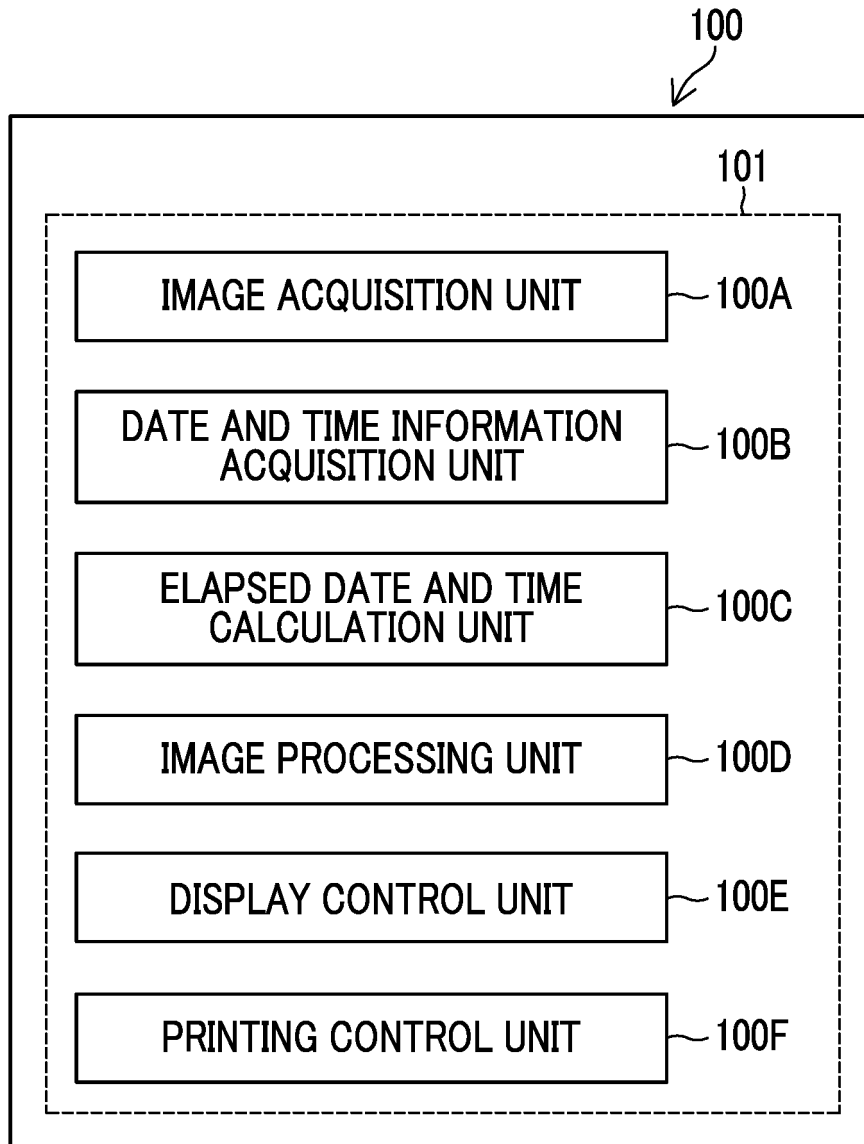 100
101
IMAGE ACQUISITION UNIT
100A
DATE AND TIME INFORMATION
ACQUISITION UNIT
100B
ELAPSED DATE AND TIME
CALCULATION UNIT
100C
IMAGE PROCESSING UNIT
100D
DISPLAY CONTROL UNIT
100E
PRINTING CONTROL UNIT
100F